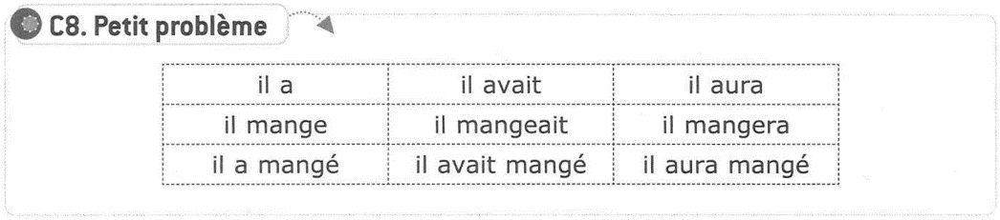 C8. Petit problème
il a il avait il aura
il mange il mangeait il mangera
il a mangé il avait mangé il aura mangé